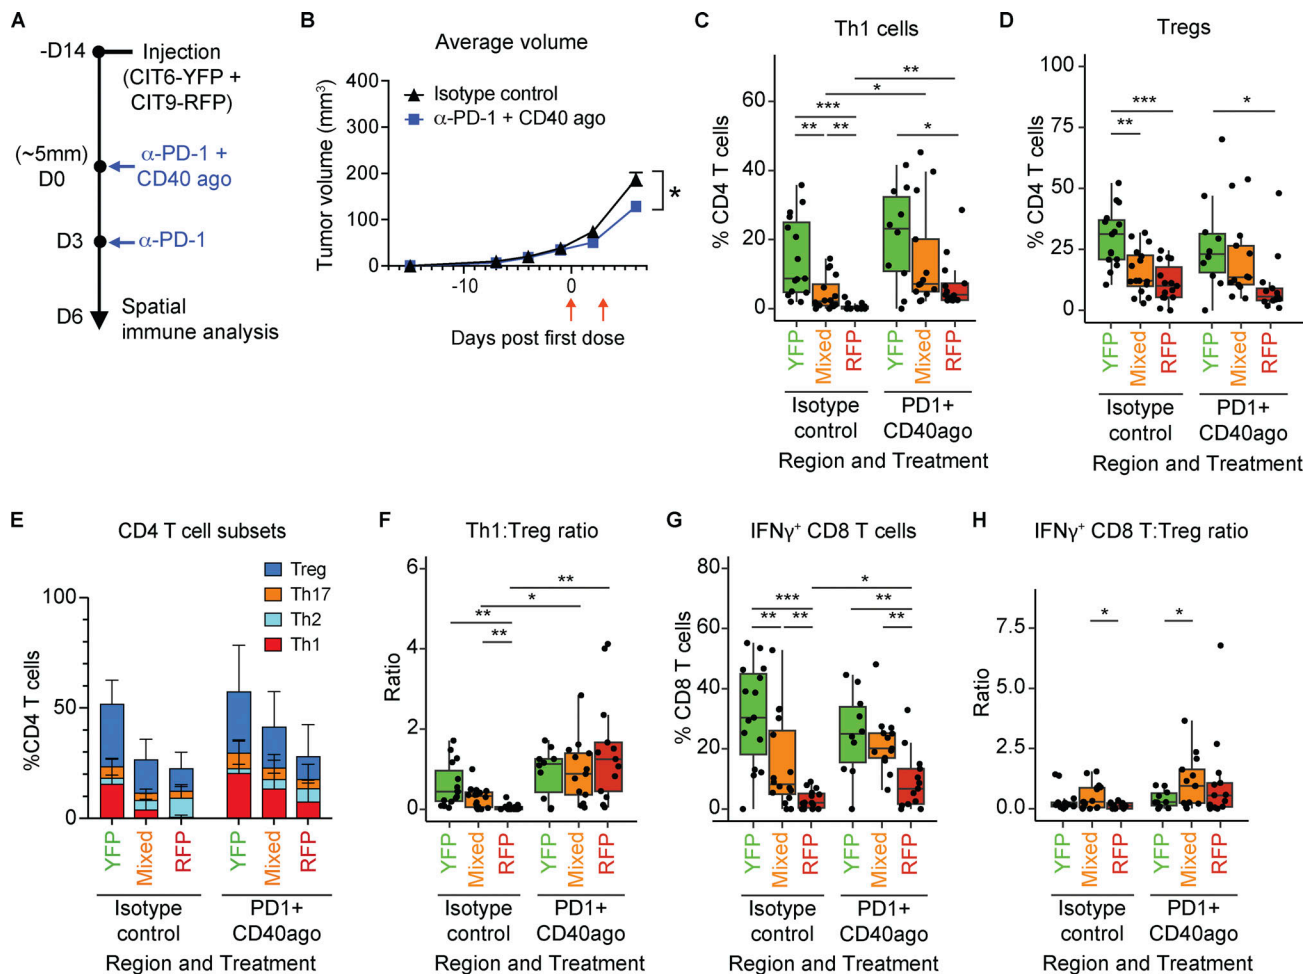 A
-D14
Injection
(CIT6-YFP +
CIT9-RFP)
(~5mm)
D0
α-PD-1 +
CD40 ago
D3
α-PD-1
D6
Spatial
immune analysis
B
Average volume
Tumor volume (mm³)
400
300
200
100
0
Isotype control
α-PD-1 + CD40 ago
*
-10
0
Days post first dose
C
Th1 cells
% CD4 T cells
60
40
20
0
**
*
***
** **
*
YFP
Mixed
RFP
YFP
Mixed
RFP
Isotype
control
PD1+
CD40ago
Region and Treatment
D
Tregs
% CD4 T cells
100
75
50
25
0
***
**
*
YFP
Mixed
RFP
YFP
Mixed
RFP
Isotype
control
PD1+
CD40ago
Region and Treatment
E
CD4 T cell subsets
%CD4 T cells
100
50
0
Treg
Th17
Th2
Th1
YFP
Mixed
RFP
YFP
Mixed
RFP
Isotype
control
PD1+
CD40ago
Region and Treatment
F
Th1:Treg ratio
Ratio
6
4
2
0
**
*
**
**
YFP
Mixed
RFP
YFP
Mixed
RFP
Isotype
control
PD1+
CD40ago
Region and Treatment
G
IFNγ⁺ CD8 T cells
% CD8 T cells
80
60
40
20
0
*
***
** **
**
**
YFP
Mixed
RFP
YFP
Mixed
RFP
Isotype
control
PD1+
CD40ago
Region and Treatment
H
IFNγ⁺ CD8 T:Treg ratio
Ratio
7.5
5.0
2.5
0.0
*
*
YFP
Mixed
RFP
YFP
Mixed
RFP
Isotype
control
PD1+
CD40ago
Region and Treatment